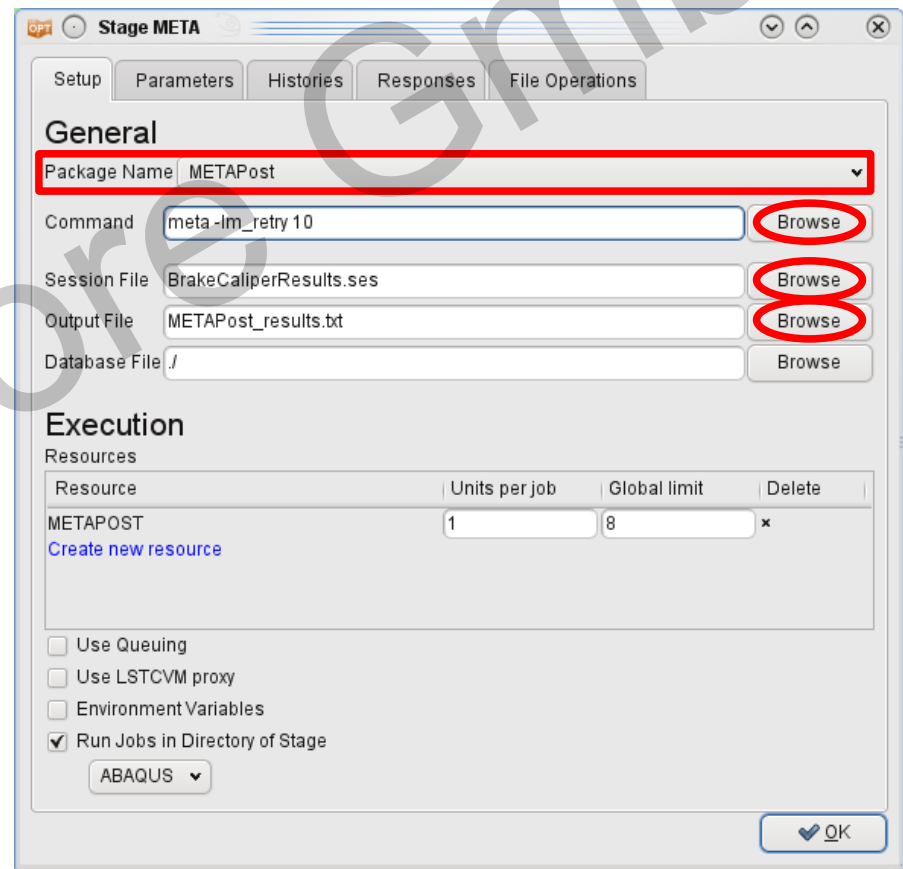 OPT Stage META
Setup Parameters Histories Responses File Operations
General
Package Name METAPost
Command meta -lm_retry 10 Browse
Session File BrakeCaliperResults.ses Browse
Output File METAPost_results.txt Browse
Database File ./ Browse
Execution
Resources
Resource Units per job Global limit Delete
METAPOST 1 8 ×
Create new resource
Use Queuing
Use LSTCVM proxy
Environment Variables
Run Jobs in Directory of Stage
ABAQUS
OK
ore Gmb